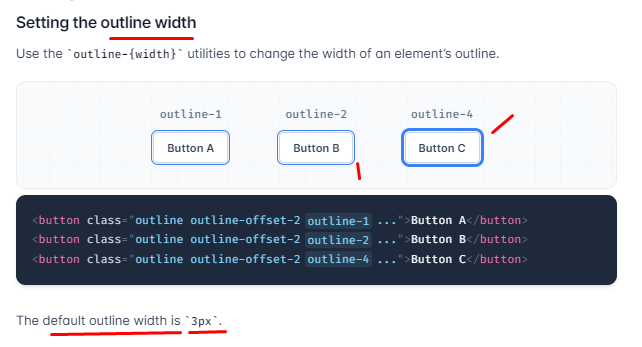 Setting the outline width
Use the `outline-{width}` utilities to change the width of an element's outline.
outline-1 outline-2 outline-4
Button A Button B Button C
<button class="outline outline-offset-2 outline-1 ...">Button A</button>
<button class="outline outline-offset-2 outline-2 ...">Button B</button>
<button class="outline outline-offset-2 outline-4 ...">Button C</button>
The default outline width is `3px`.